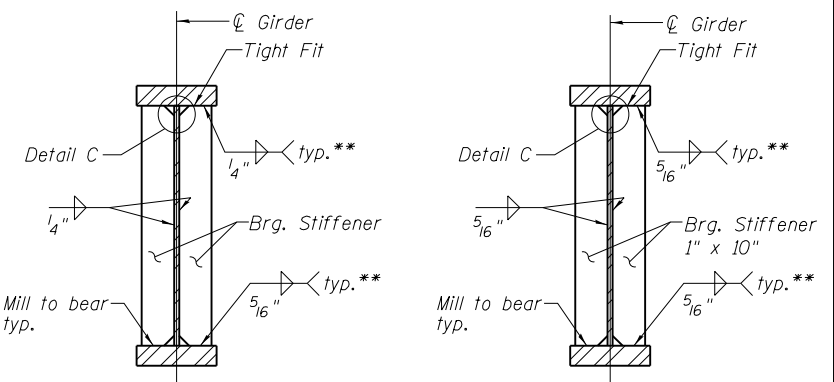 ℄ Girder
Tight Fit
Detail C
1/4"
typ.**
1/4"
Brg. Stiffener
5/16"
typ.**
Mill to bear
typ.
℄ Girder
Tight Fit
Detail C
5/16"
typ.**
5/16"
Brg. Stiffener
1" x 10"
5/16"
typ.**
Mill to bear
typ.